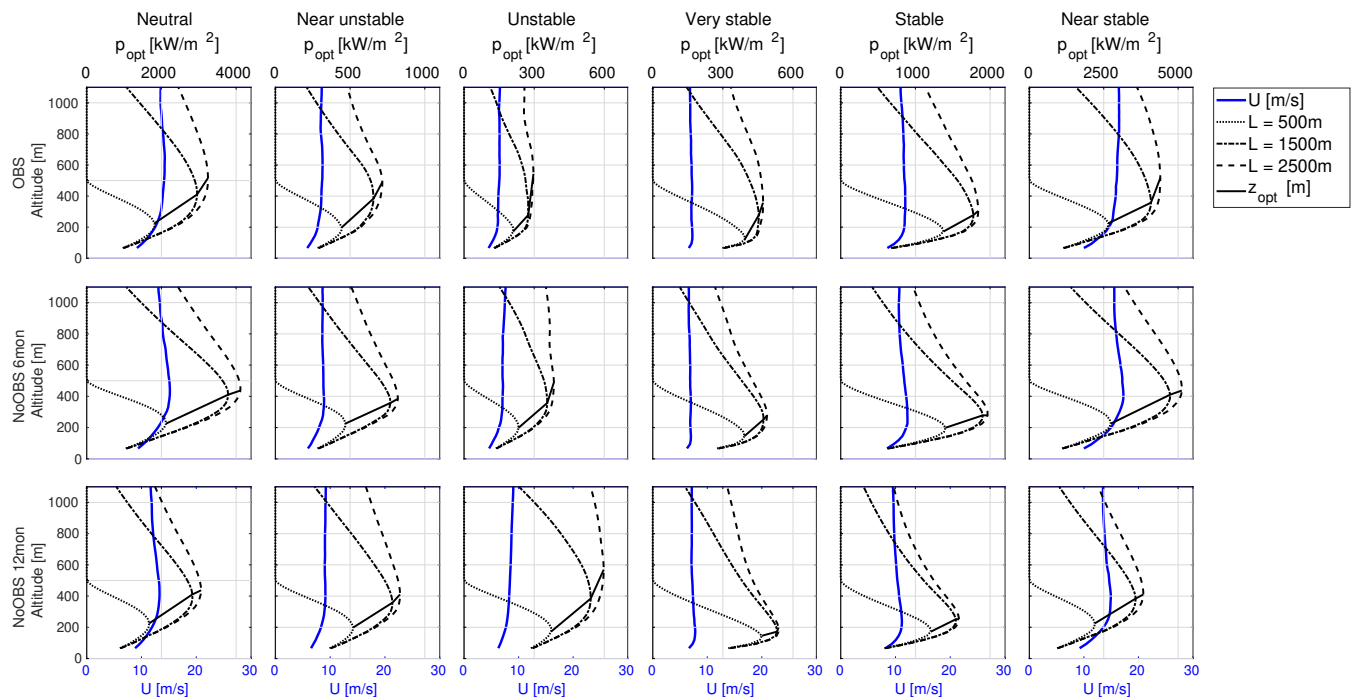 Neutral Near unstable Unstable Very stable Stable Near stable
p_opt [kW/m ^2] p_opt [kW/m ^2] p_opt [kW/m ^2] p_opt [kW/m ^2] p_opt [kW/m ^2] p_opt [kW/m ^2]
0 2000 4000 0 500 1000 0 300 600 0 300 600 0 1000 2000 0 2500 5000
OBS
Altitude [m]
1000
800
600
400
200
0
U [m/s]
L = 500m
L = 1500m
L = 2500m
z_opt [m]
NoOBS 6mon
Altitude [m]
1000
800
600
400
200
0
NoOBS 12mon
Altitude [m]
1000
800
600
400
200
0
0 10 20 30 0 10 20 30 0 10 20 30 0 10 20 30 0 10 20 30 0 10 20 30
U [m/s] U [m/s] U [m/s] U [m/s] U [m/s] U [m/s]